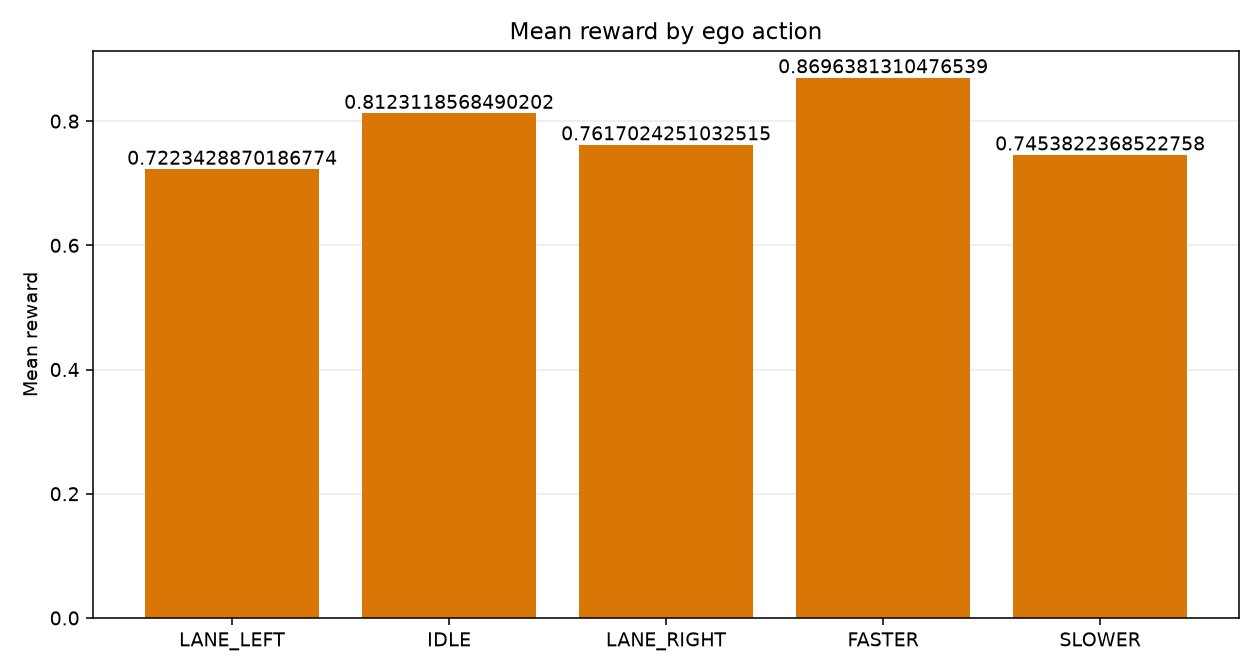 Mean reward by ego action
Mean reward
0.8
0.6
0.4
0.2
0.0
0.7223428870186774
0.8123118568490202
0.7617024251032515
0.8696381310476539
0.7453822368522758
LANE_LEFT
IDLE
LANE_RIGHT
FASTER
SLOWER